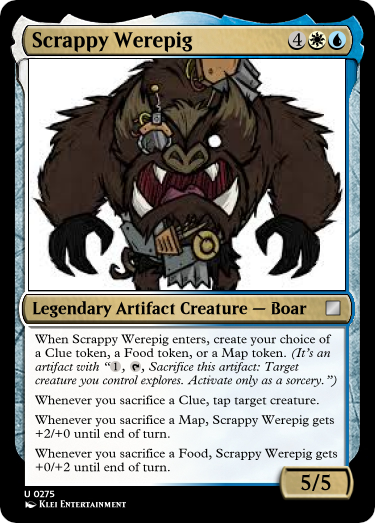 Scrappy Werepig 4
Legendary Artifact Creature — Boar
When Scrappy Werepig enters, create your choice of
a Clue token, a Food token, or a Map token. (It's an
artifact with “1, T, Sacrifice this artifact: Target
creature you control explores. Activate only as a sorcery.”)
Whenever you sacrifice a Clue, tap target creature.
Whenever you sacrifice a Map, Scrappy Werepig gets
+2/+0 until end of turn.
Whenever you sacrifice a Food, Scrappy Werepig gets
+0/+2 until end of turn.
5/5
U 0275
Klei Entertainment